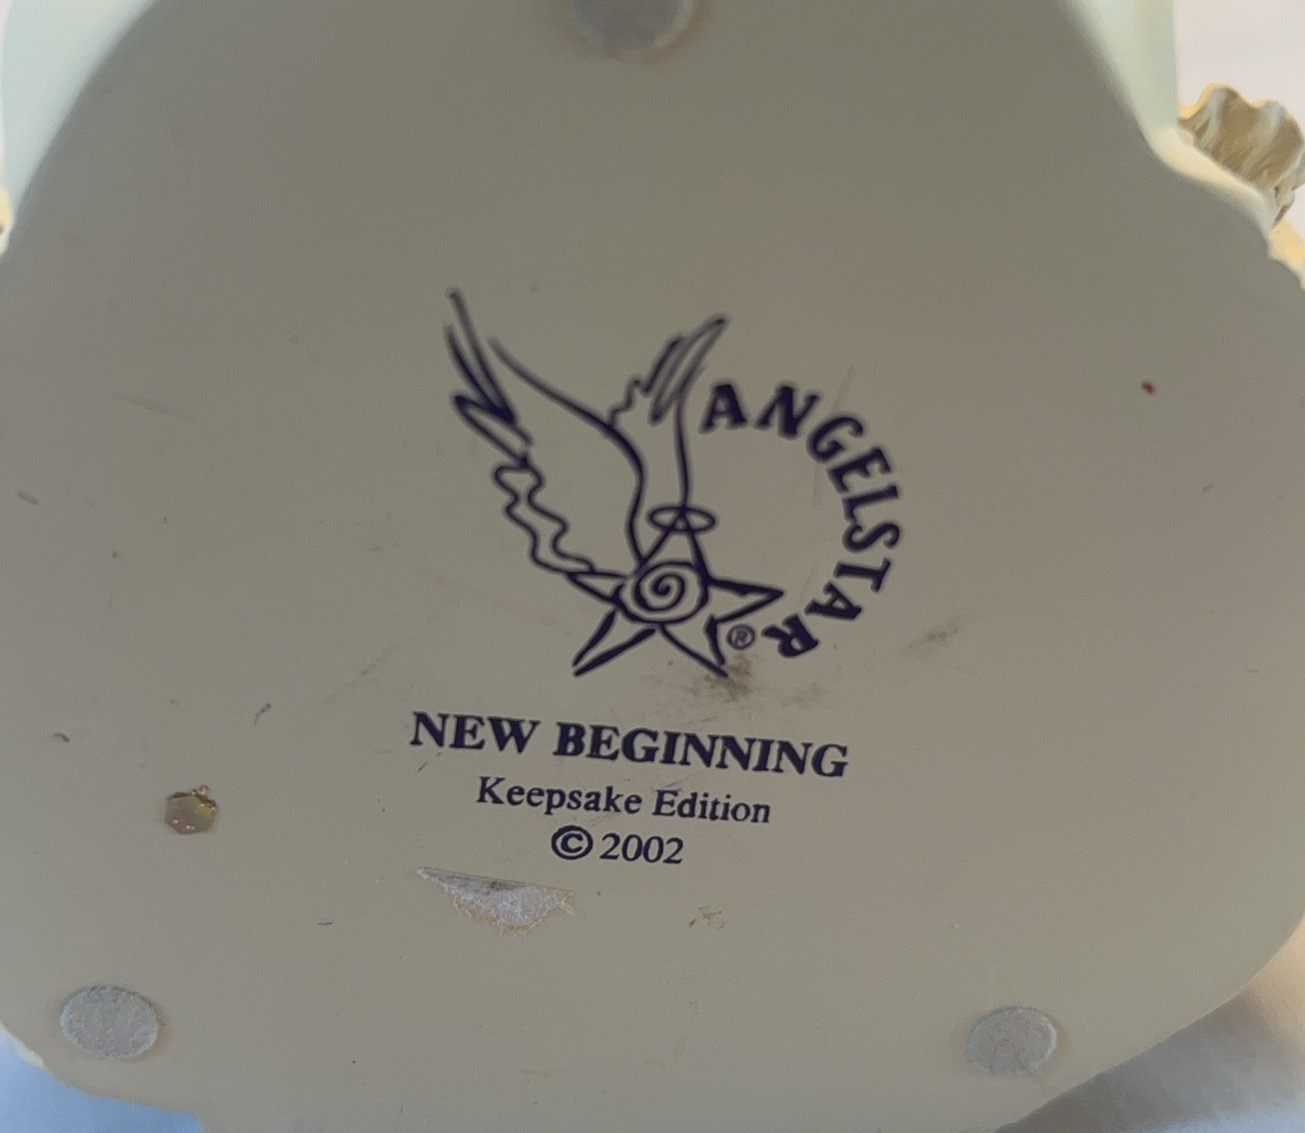 ANGELSTAR
®
NEW BEGINNING
Keepsake Edition
© 2002